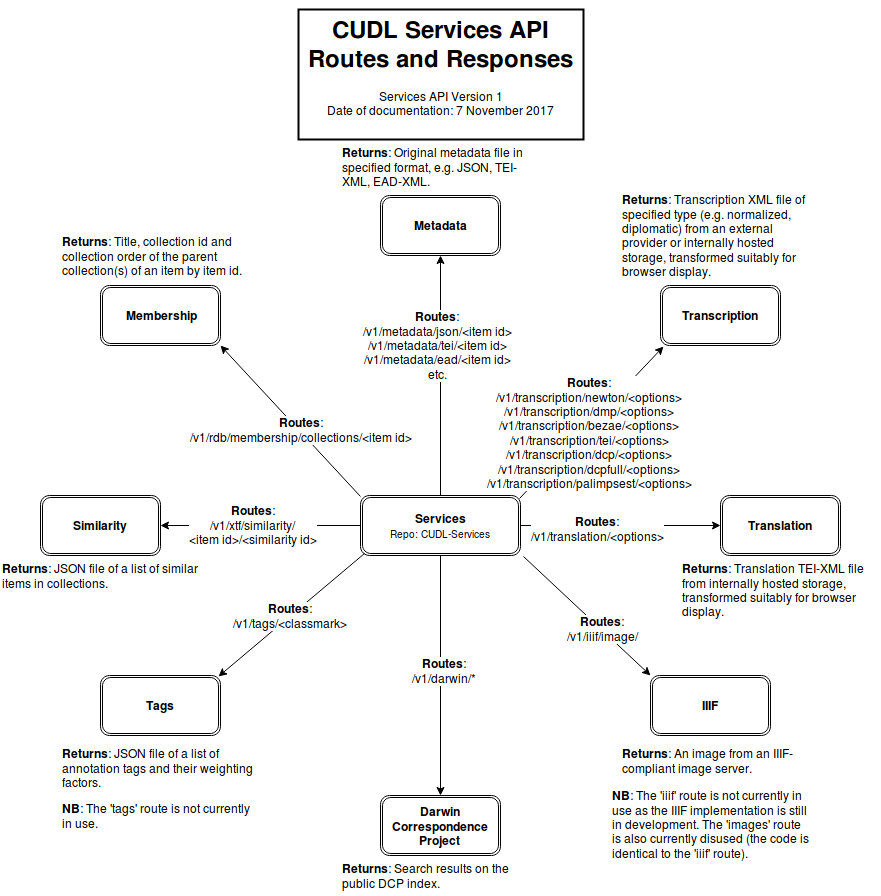 CUDL Services API
Routes and Responses
Services API Version 1
Date of documentation: 7 November 2017
Returns: Original metadata file in
specified format, e.g. JSON, TEI-
XML, EAD-XML.
Metadata
Returns: Transcription XML file of
specified type (e.g. normalized,
diplomatic) from an external
provider or internally hosted
storage, transformed suitably for
browser display.
Transcription
Returns: Title, collection id and
collection order of the parent
collection(s) of an item by item id.
Membership
Routes:
/v1/metadata/json/<item id>
/v1/metadata/tei/<item id>
/v1/metadata/ead/<item id>
etc.
Routes:
/v1/transcription/newton/<options>
/v1/transcription/dmp/<options>
/v1/transcription/bezae/<options>
/v1/transcription/tei/<options>
/v1/transcription/dcp/<options>
/v1/transcription/dcpfull/<options>
/v1/transcription/palimpsest/<options>
Routes:
/v1/rdb/membership/collections/<item id>
Similarity
Routes:
/v1/xtf/similarity/
<item id>/<similarity id>
Services
Repo: CUDL-Services
Routes:
/v1/translation/<options>
Translation
Returns: JSON file of a list of similar
items in collections.
Returns: Translation TEI-XML file
from internally hosted storage,
transformed suitably for browser
display.
Routes:
/v1/tags/<classmark>
Routes:
/v1/iiif/image/
Routes:
/v1/darwin/*
Tags
IIIF
Returns: JSON file of a list of
annotation tags and their weighting
factors.
NB: The 'tags' route is not currently
in use.
Returns: An image from an IIIF-
compliant image server.
NB: The 'iiif' route is not currently in
use as the IIIF implementation is still
in development. The 'images' route
is also currently disused (the code is
identical to the 'iiif' route).
Darwin
Correspondence
Project
Returns: Search results on the
public DCP index.